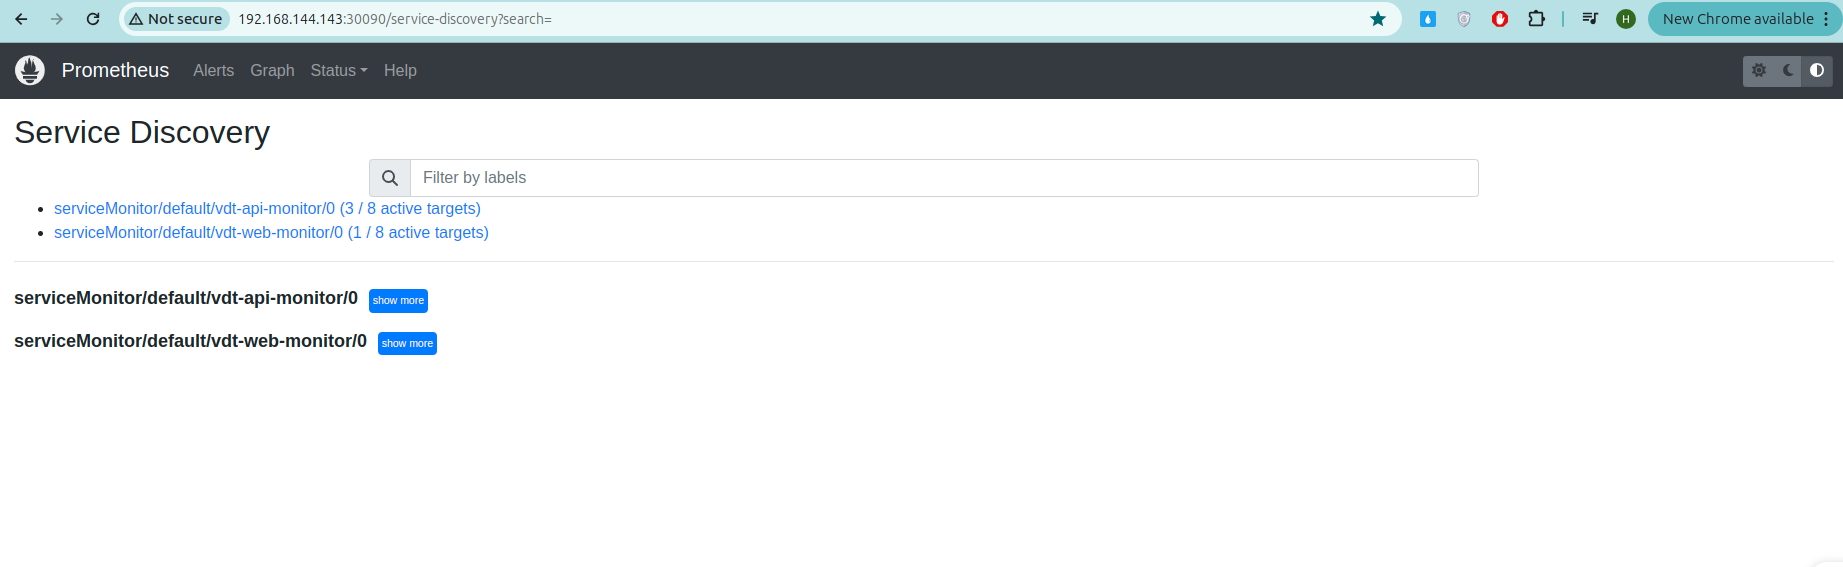 Not secure 192.168.144.143:30090/service-discovery?search= H New Chrome available
Prometheus Alerts Graph Status Help
Service Discovery
Filter by labels
serviceMonitor/default/vdt-api-monitor/0 (3 / 8 active targets)
serviceMonitor/default/vdt-web-monitor/0 (1 / 8 active targets)
serviceMonitor/default/vdt-api-monitor/0 show more
serviceMonitor/default/vdt-web-monitor/0 show more